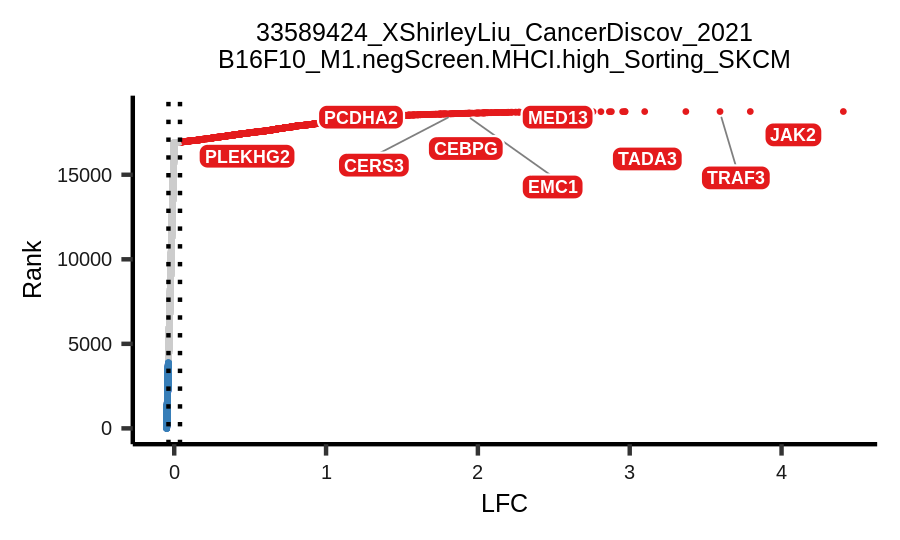 33589424_XShirleyLiu_CancerDiscov_2021
B16F10_M1.negScreen.MHCI.high_Sorting_SKCM
PCDHA2
MED13
JAK2
PLEKHG2
CERS3
CEBPG
EMC1
TADA3
TRAF3
15000
10000
5000
0
Rank
0 1 2 3 4
LFC